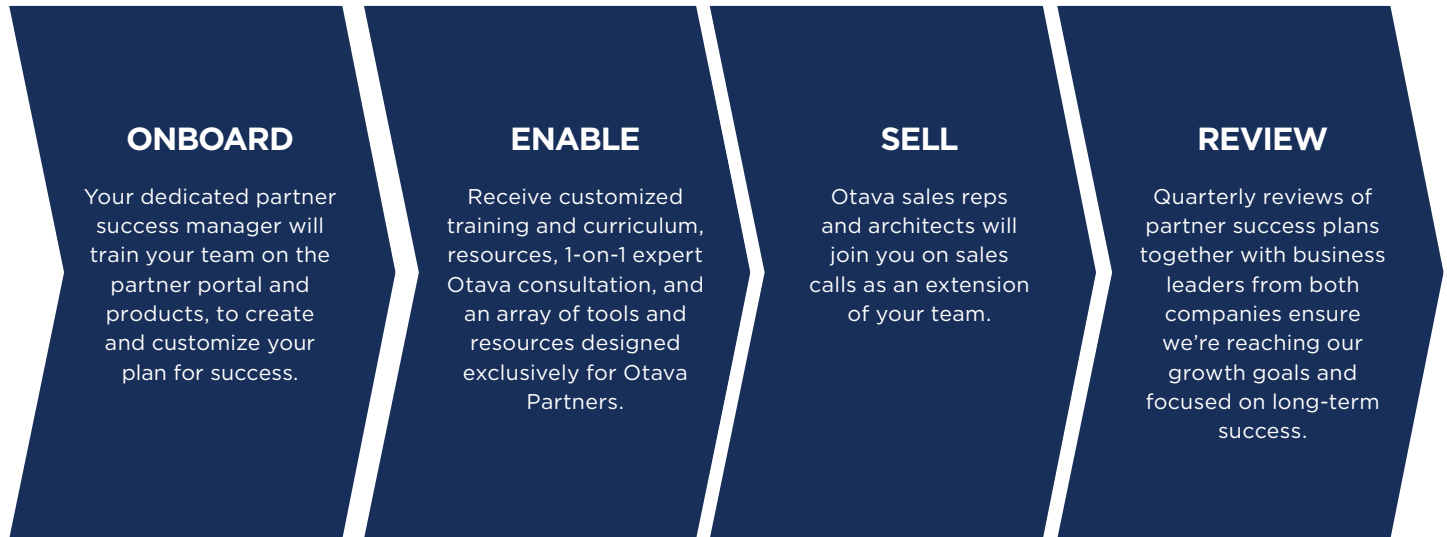 ONBOARD
Your dedicated partner
success manager will
train your team on the
partner portal and
products, to create
and customize your
plan for success.
ENABLE
Receive customized
training and curriculum,
resources, 1-on-1 expert
Otava consultation, and
an array of tools and
resources designed
exclusively for Otava
Partners.
SELL
Otava sales reps
and architects will
join you on sales
calls as an extension
of your team.
REVIEW
Quarterly reviews of
partner success plans
together with business
leaders from both
companies ensure
we’re reaching our
growth goals and
focused on long-term
success.